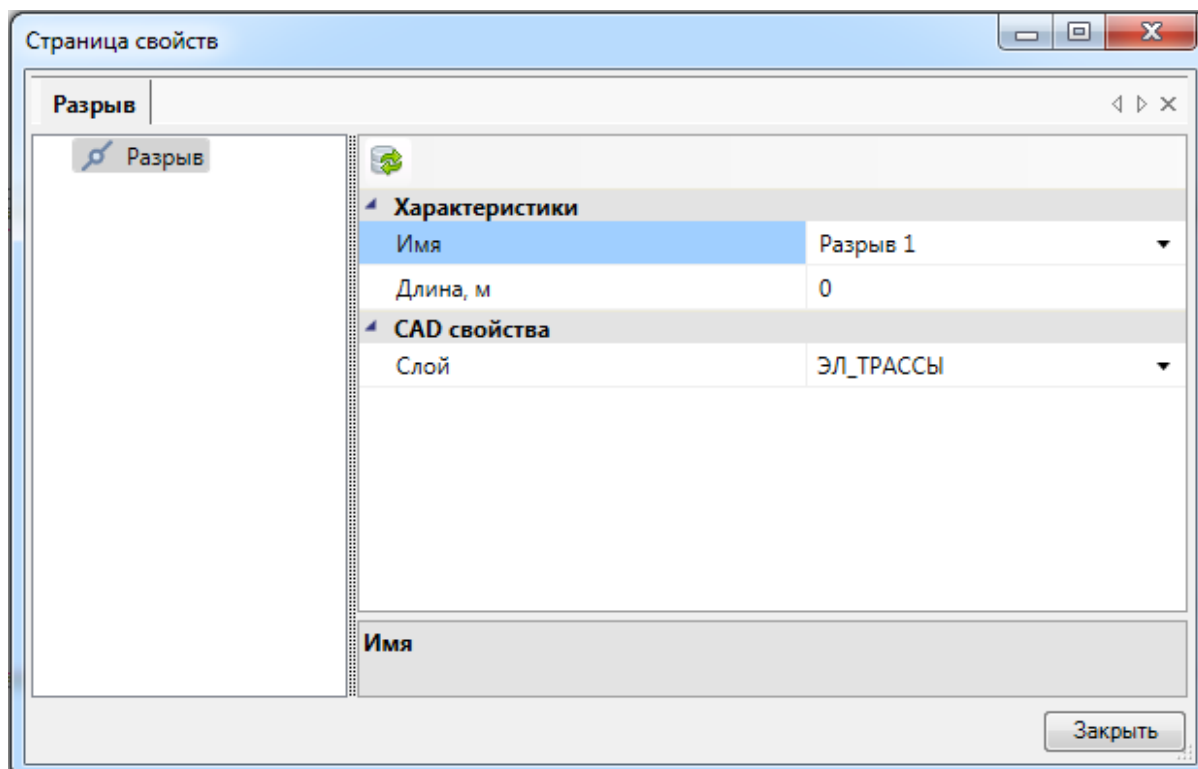 Страница свойств
Разрыв
Разрыв
Характеристики
Имя Разрыв 1
Длина, м 0
CAD свойства
Слой ЭЛ_ТРАССЫ
Имя
Закрыть